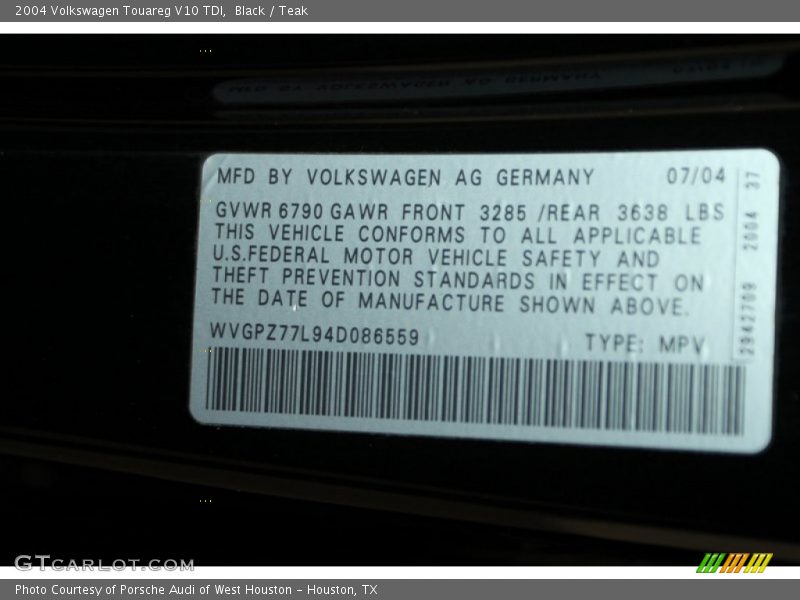 2004 Volkswagen Touareg V10 TDI, Black / Teak
MFD BY VOLKSWAGEN AG GERMANY 07/04
GVWR 6790 GAWR FRONT 3285 /REAR 3638 LBS
THIS VEHICLE CONFORMS TO ALL APPLICABLE
U.S.FEDERAL MOTOR VEHICLE SAFETY AND
THEFT PREVENTION STANDARDS IN EFFECT ON
THE DATE OF MANUFACTURE SHOWN ABOVE.
WVGPZ77L94D086559 TYPE: MPV
2942709 2004 37
GTCARLOT.COM
Photo Courtesy of Porsche Audi of West Houston - Houston, TX